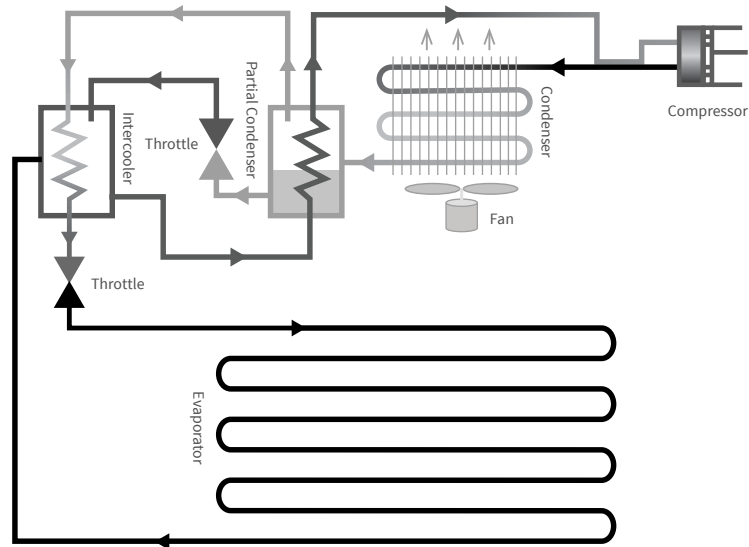 Compressor
Condenser
Partial Condenser
Throttle
Intercooler
Fan
Throttle
Evaporator